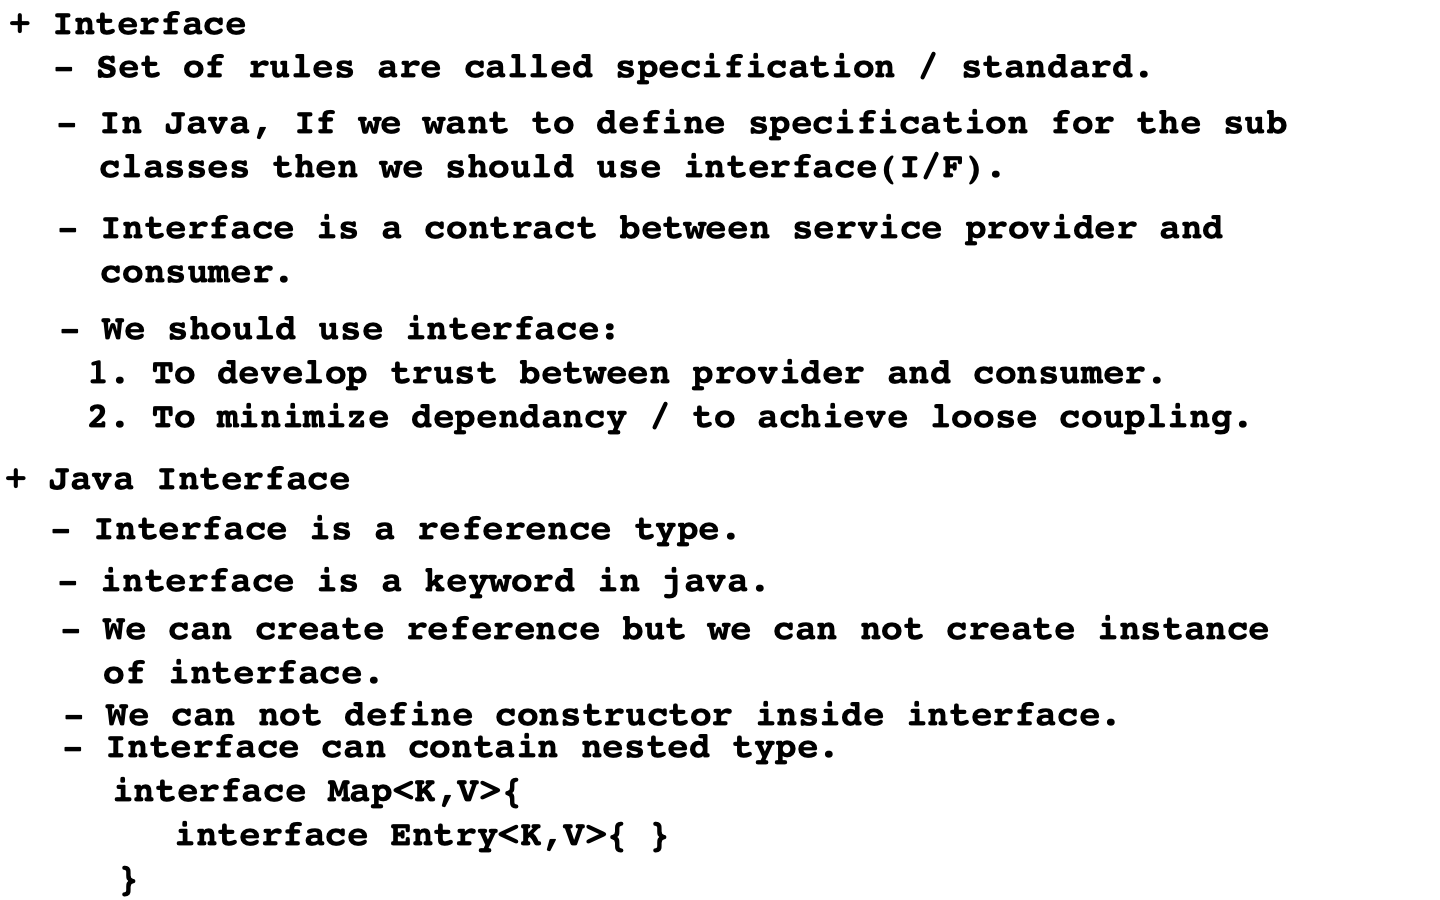 + Interface
- Set of rules are called specification / standard.
- In Java, If we want to define specification for the sub
classes then we should use interface(I/F).
- Interface is a contract between service provider and
consumer.
- We should use interface:
1. To develop trust between provider and consumer.
2. To minimize dependancy / to achieve loose coupling.
+ Java Interface
- Interface is a reference type.
- interface is a keyword in java.
- We can create reference but we can not create instance
of interface.
- We can not define constructor inside interface.
- Interface can contain nested type.
interface Map<K,V>{
interface Entry<K,V>{ }
}